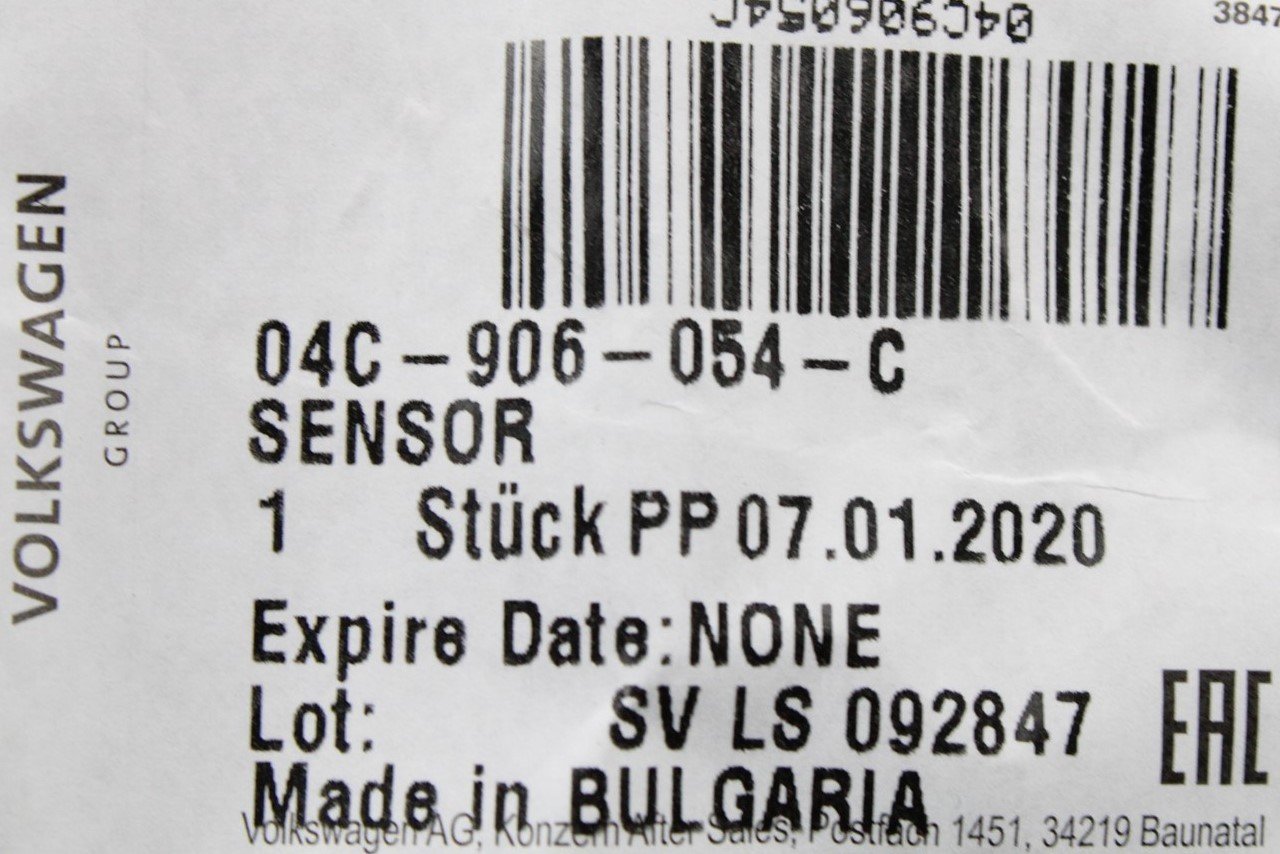 04C906054C
3847
VOLKSWAGEN
GROUP
04C-906-054-C
SENSOR
1 Stück PP 07.01.2020
Expire Date:NONE
Lot: SV LS 092847
EAC
Made in BULGARIA
Volkswagen AG, Konzern After Sales, Postfach 1451, 34219 Baunatal